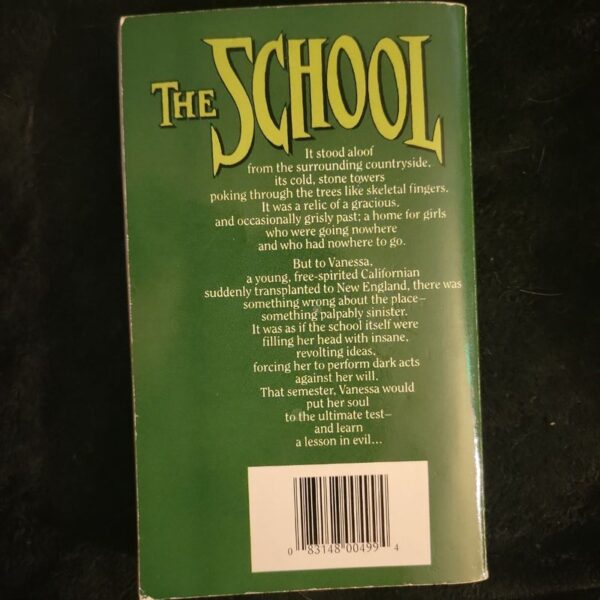 THE SCHOOL
It stood aloof
from the surrounding countryside,
its cold, stone towers
poking through the trees like skeletal fingers.
It was a relic of a gracious,
and occasionally grisly past; a home for girls
who were going nowhere
and who had nowhere to go.
But to Vanessa,
a young, free-spirited Californian
suddenly transplanted to New England, there was
something wrong about the place—
something palpably sinister.
It was as if the school itself were
filling her head with insane,
revolting ideas,
forcing her to perform dark acts
against her will.
That semester, Vanessa would
put her soul
to the ultimate test—
and learn
a lesson in evil...
0 83148 00499 4